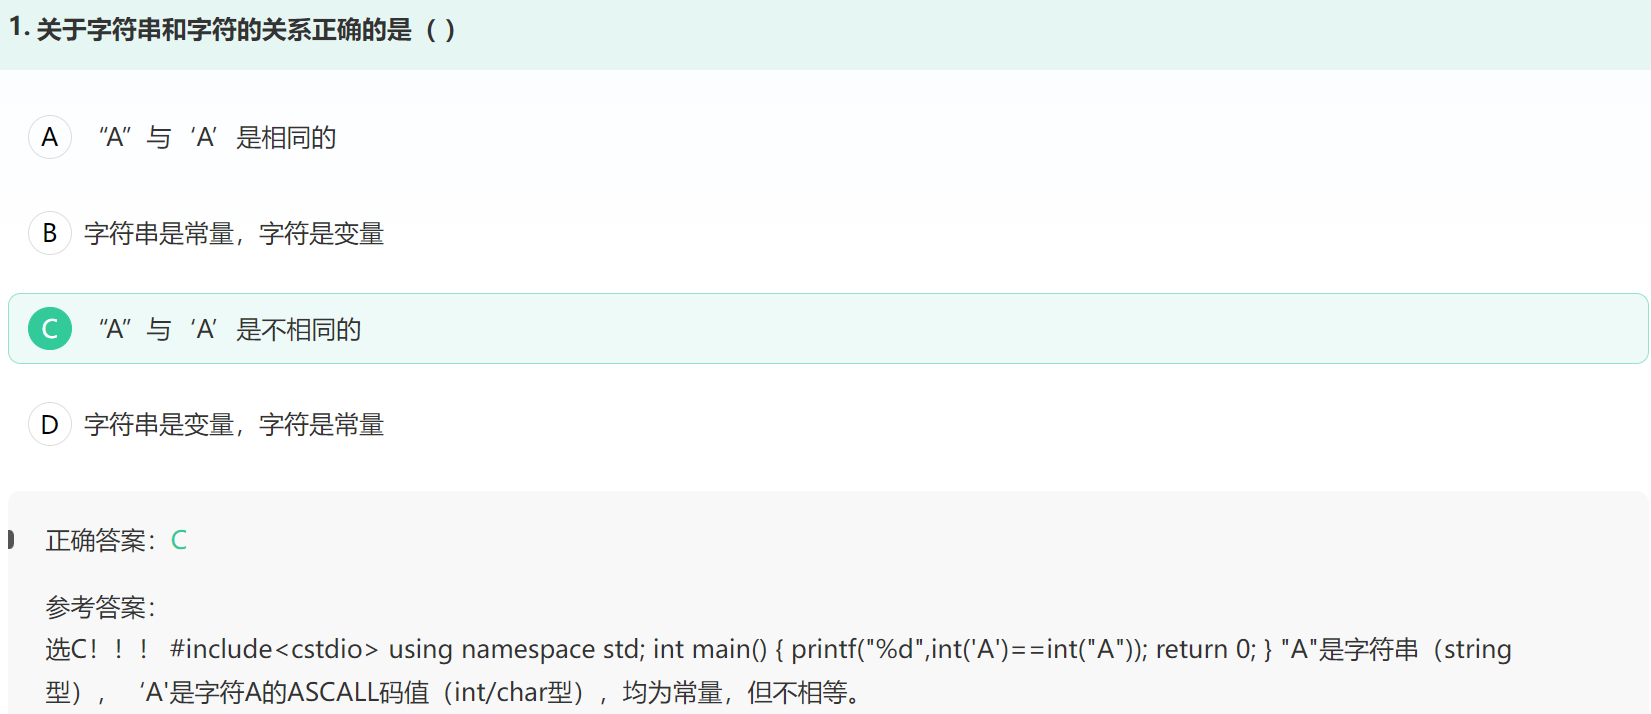 1. 关于字符串和字符的关系正确的是（ ）
A “A”与‘A’是相同的
B 字符串是常量，字符是变量
C “A”与‘A’是不相同的
D 字符串是变量，字符是常量
正确答案：C
参考答案：
选C！！！ #include<cstdio> using namespace std; int main() { printf("%d",int('A')==int("A")); return 0; } "A"是字符串（string
型），‘A'是字符A的ASCALL码值（int/char型），均为常量，但不相等。